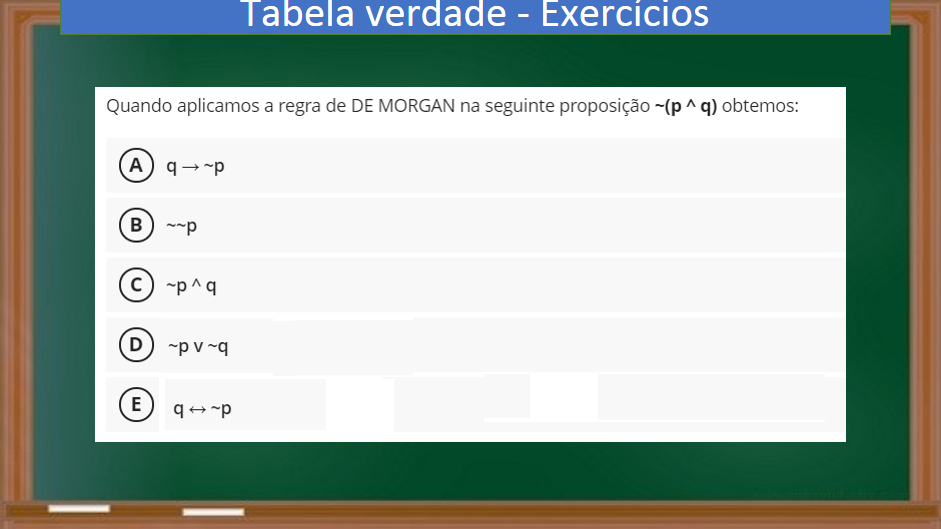 Tabela verdade - Exercícios
Quando aplicamos a regra de DE MORGAN na seguinte proposição ~(p ^ q) obtemos:
A q → ~p
B ~~p
C ~p ^ q
D ~p v ~q
E q ↔ ~p